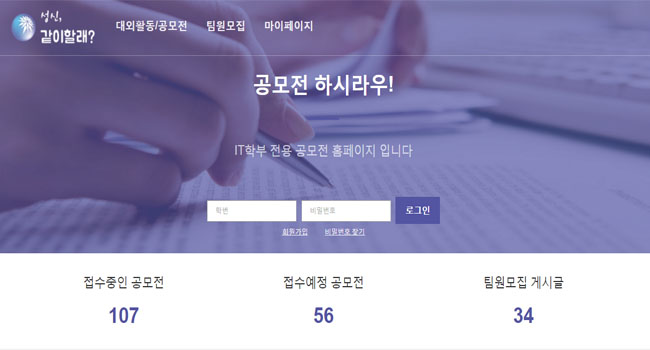 성신,
같이할래?
대외활동/공모전 팀원모집 마이페이지
공모전 하시라우!
IT학부 전용 공모전 홈페이지 입니다
학번 비밀번호 로그인
회원가입 비밀번호 찾기
접수중인 공모전 접수예정 공모전 팀원모집 게시글
107 56 34